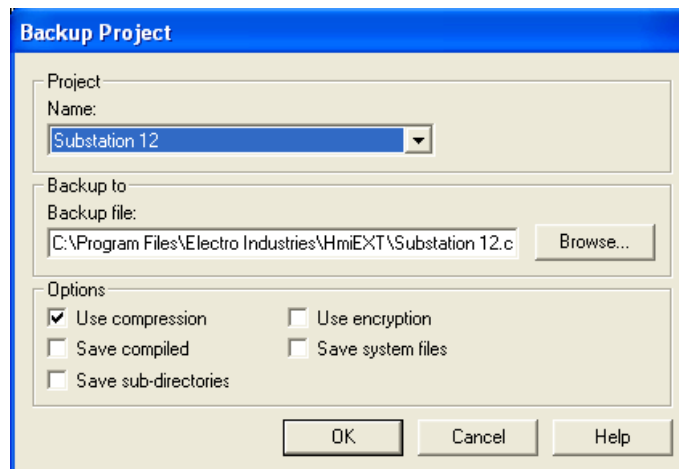 Backup Project
Project
Name:
Substation 12
Backup to
Backup file:
C:\Program Files\Electro Industries\HmiEXT\Substation 12.c
Browse...
Options
Use compression
Use encryption
Save compiled
Save system files
Save sub-directories
OK
Cancel
Help